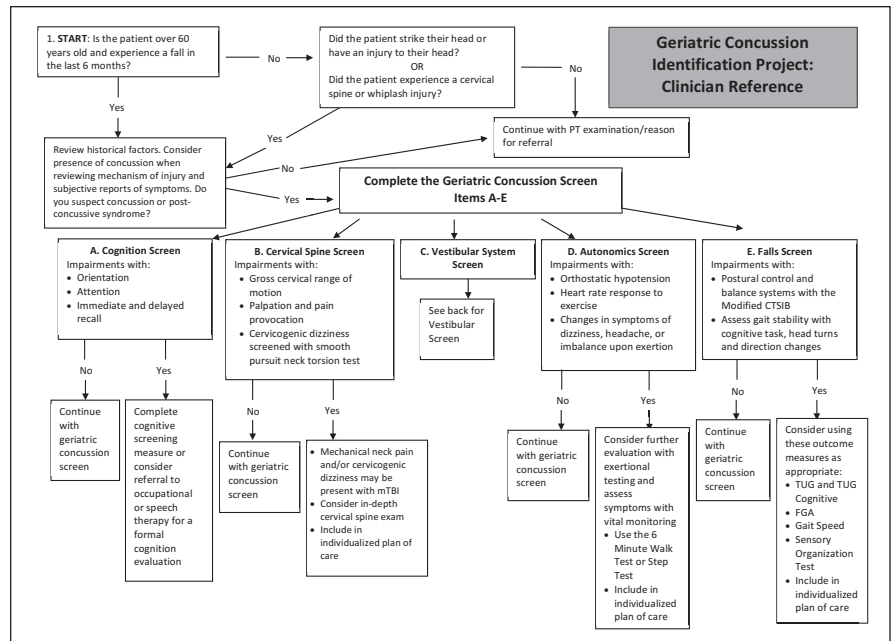 1. START: Is the patient over 60
years old and experience a fall in
the last 6 months?
No
Did the patient strike their head or
have an injury to their head?
OR
Did the patient experience a cervical
spine or whiplash injury?
Geriatric Concussion
Identification Project:
Clinician Reference
Yes
No
Yes
Continue with PT examination/reason
for referral
Review historical factors. Consider
presence of concussion when
reviewing mechanism of injury and
subjective reports of symptoms. Do
you suspect concussion or post-
concussive syndrome?
No
Yes
Complete the Geriatric Concussion Screen
Items A-E
A. Cognition Screen
Impairments with:
• Orientation
• Attention
• Immediate and delayed
recall
B. Cervical Spine Screen
Impairments with:
• Gross cervical range of
motion
• Palpation and pain
provocation
• Cervicogenic dizziness
screened with smooth
pursuit neck torsion test
C. Vestibular System
Screen
See back for
Vestibular
Screen
D. Autonomics Screen
Impairments with:
• Orthostatic hypotension
• Heart rate response to
exercise
• Changes in symptoms of
dizziness, headache, or
imbalance upon exertion
E. Falls Screen
Impairments with:
• Postural control and
balance systems with the
Modified CTSIB
• Assess gait stability with
cognitive task, head turns
and direction changes
No
Yes
Continue
with
geriatric
concussion
screen
Complete
cognitive
screening
measure or
consider
referral to
occupational
or speech
therapy for a
formal
cognition
evaluation
No
Yes
Continue
with geriatric
concussion
screen
• Mechanical neck pain
and/or cervicogenic
dizziness may be
present with mTBI
• Consider in-depth
cervical spine exam
• Include in
individualized plan of
care
No
Yes
Continue
with geriatric
concussion
screen
Consider further
evaluation with
exertional
testing and
assess
symptoms with
vital monitoring
• Use the 6
Minute Walk
Test or Step
Test
• Include in
individualized
plan of care
No
Yes
Continue
with
geriatric
concussion
screen
Consider using
these outcome
measures as
appropriate:
• TUG and TUG
Cognitive
• FGA
• Gait Speed
• Sensory
Organization
Test
• Include in
individualized
plan of care